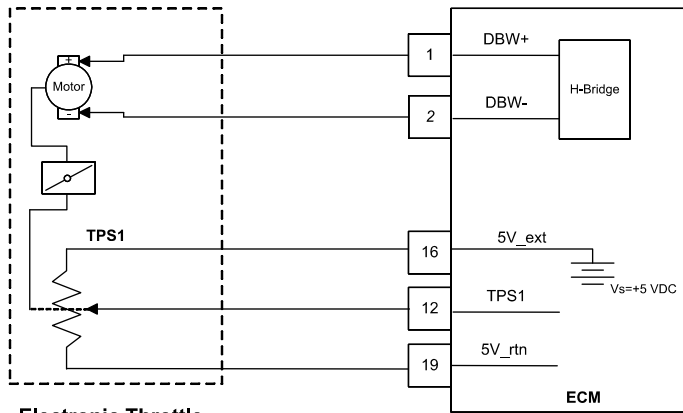 DBW+
1
+
Motor
H-Bridge
-
DBW-
2
TPS1
5V_ext
16
Vs=+5 VDC
TPS1
12
5V_rtn
19
ECM
Electronic Throttle